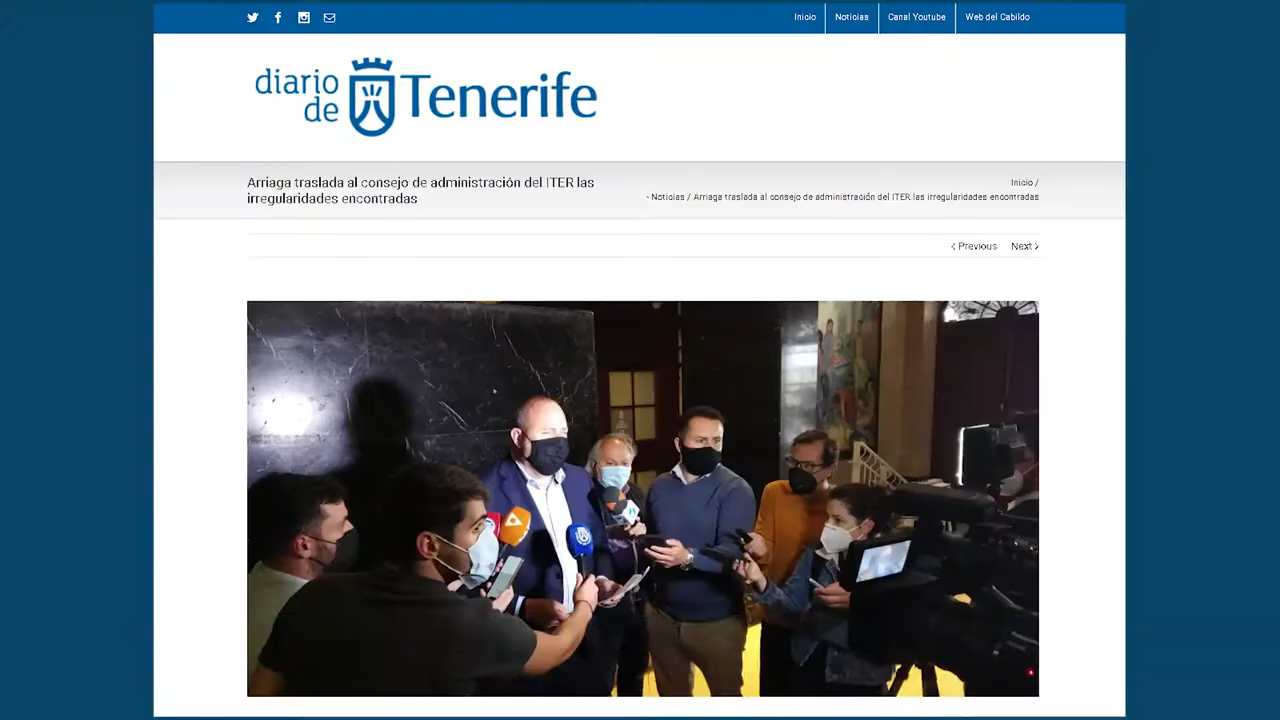 Inicio
Noticias
Canal Youtube
Web del Cabildo
diario
de
Tenerife
Arriaga traslada al consejo de administración del ITER las
irregularidades encontradas
Inicio /
- Noticias / Arriaga traslada al consejo de administración del ITER las irregularidades encontradas
< Previous
Next >